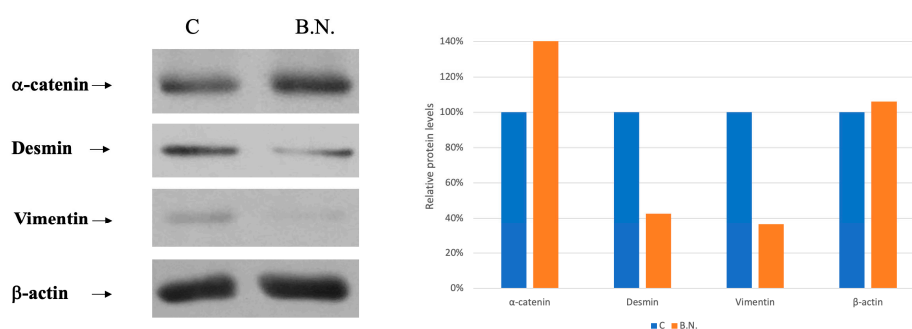 C B.N.
α-catenin
Desmin
Vimentin
β-actin
140%
120%
100%
80%
60%
40%
20%
0%
Relative protein levels
α-catenin Desmin Vimentin β-actin
C B.N.